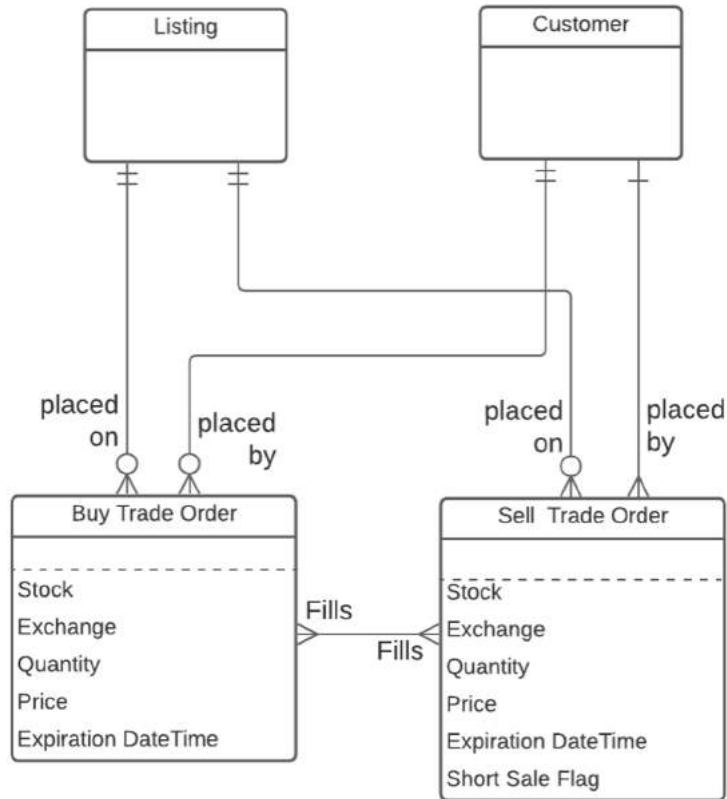 Listing
Customer
placed
on
placed
by
placed
on
placed
by
Buy Trade Order
Stock
Exchange
Quantity
Price
Expiration DateTime
Fills
Fills
Sell Trade Order
Stock
Exchange
Quantity
Price
Expiration DateTime
Short Sale Flag